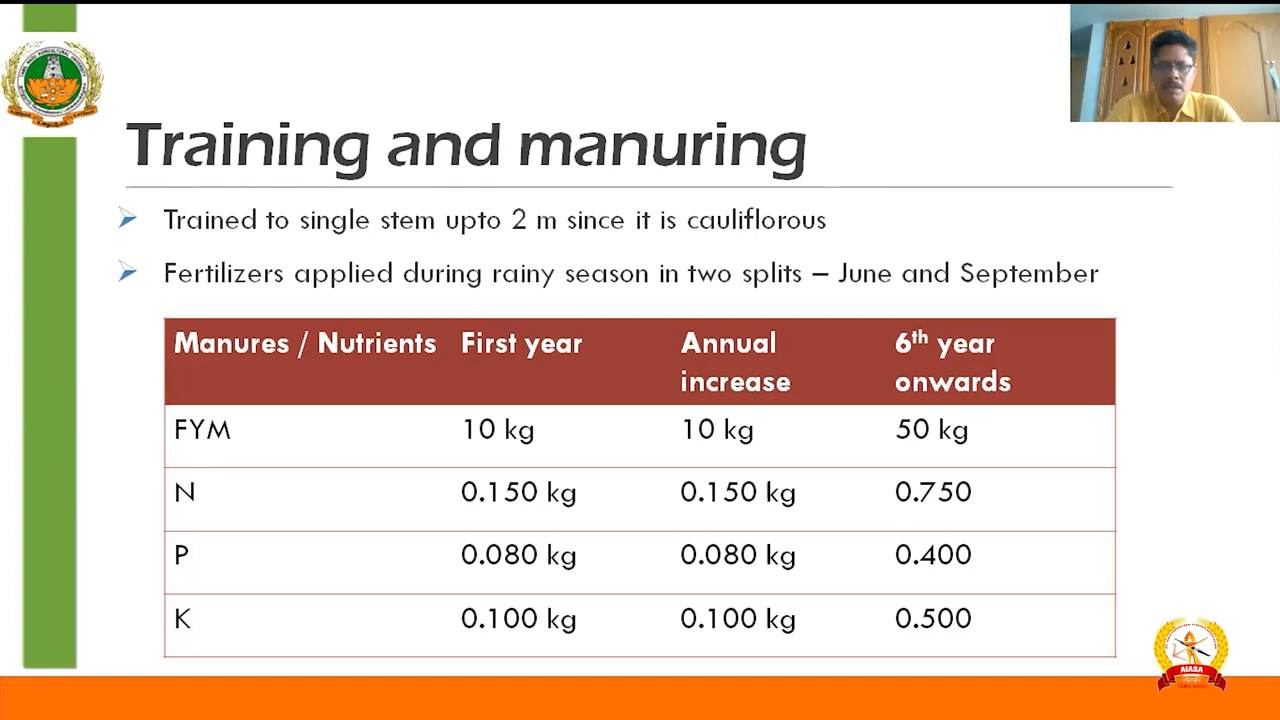 Training and manuring
Trained to single stem upto 2 m since it is cauliflorous
Fertilizers applied during rainy season in two splits – June and September
Manures / Nutrients First year Annual increase 6th year onwards
FYM 10 kg 10 kg 50 kg
N 0.150 kg 0.150 kg 0.750
P 0.080 kg 0.080 kg 0.400
K 0.100 kg 0.100 kg 0.500
AIASA
TAMIL NADU